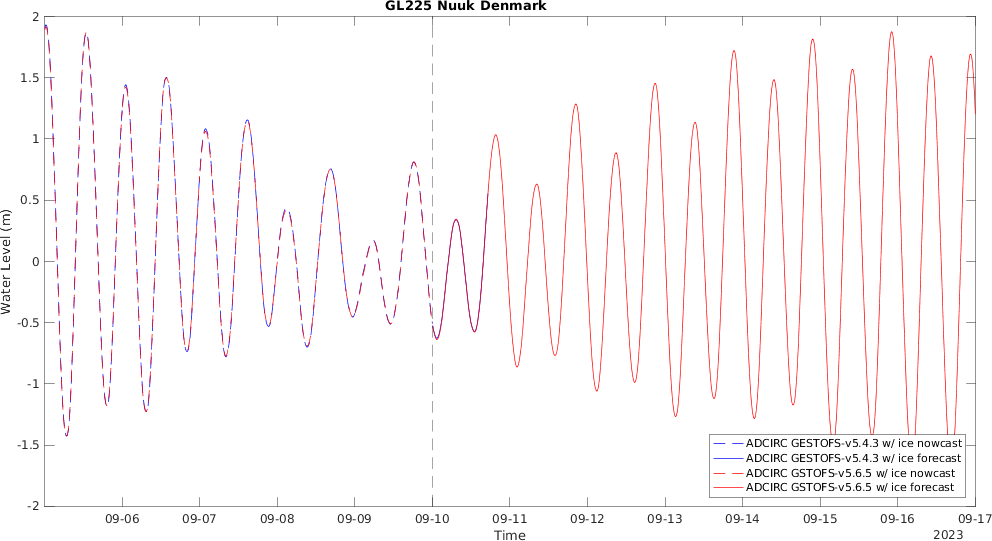 GL225 Nuuk Denmark
2
1.5
1
0.5
0
-0.5
-1
-1.5
-2
Water Level (m)
ADCIRC GESTOFS-v5.4.3 w/ ice nowcast
ADCIRC GESTOFS-v5.4.3 w/ ice forecast
ADCIRC GSTOFS-v5.6.5 w/ ice nowcast
ADCIRC GSTOFS-v5.6.5 w/ ice forecast
09-06 09-07 09-08 09-09 09-10 09-11 09-12 09-13 09-14 09-15 09-16 09-17
Time
2023